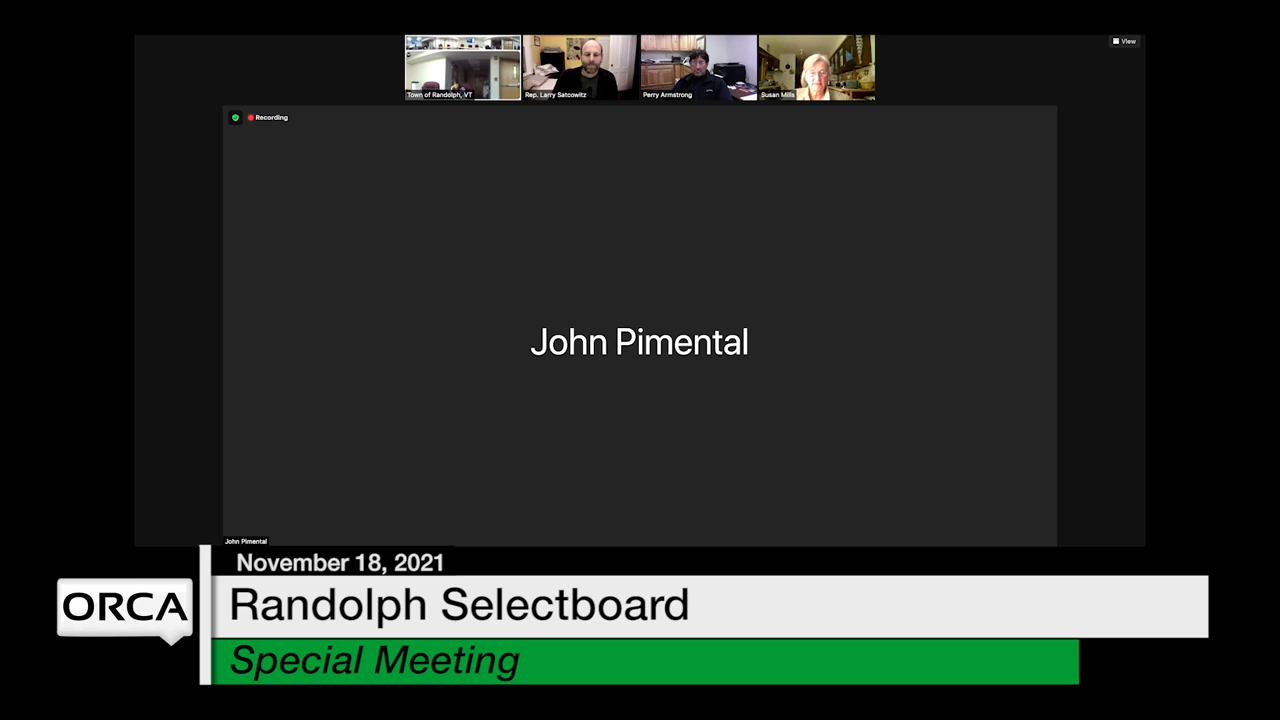 View
Town of Randolph, VT
Rep. Larry Satcowitz
Perry Armstrong
Susan Mills
Recording
John Pimental
John Pimental
November 18, 2021
ORCA
Randolph Selectboard
Special Meeting